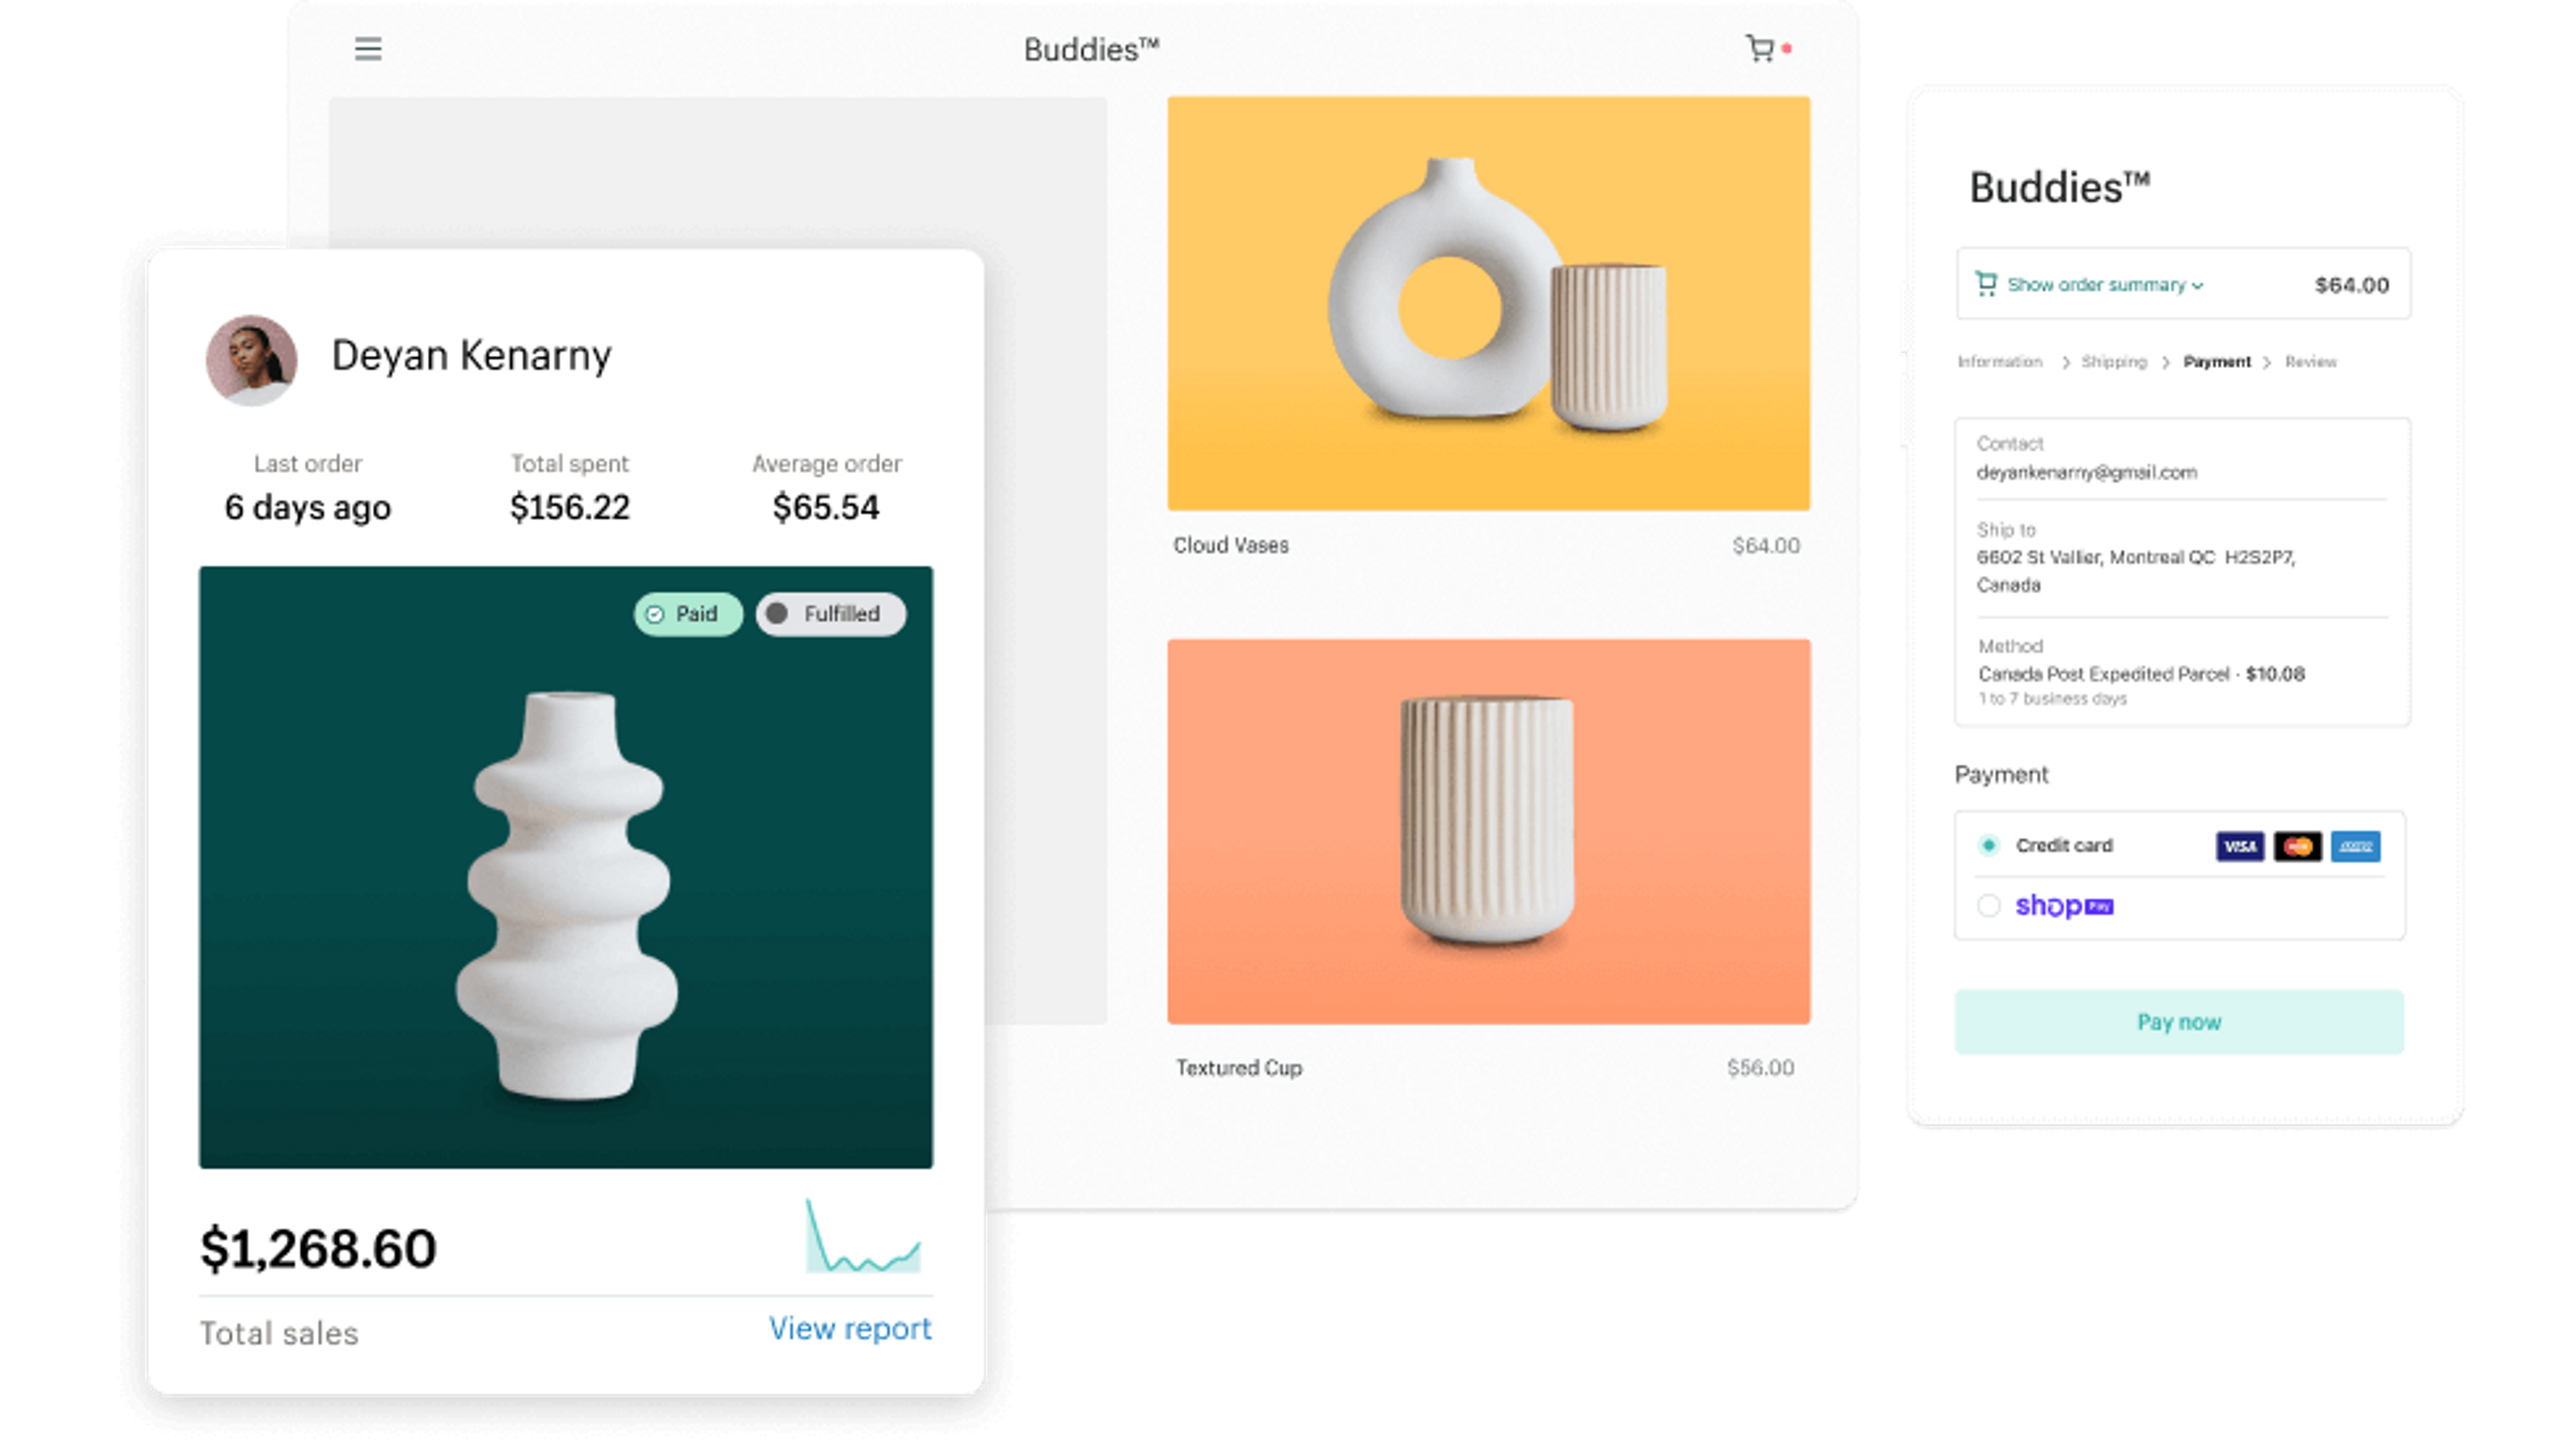 Buddies™
Deyan Kenarny
Last order Total spent Average order
6 days ago $156.22 $65.54
Paid Fulfilled
$1,268.60
Total sales View report
Cloud Vases $64.00
Textured Cup $56.00
Buddies™
Show order summary $64.00
Information > Shipping > Payment > Review
Contact
deyankenarny@gmail.com
Ship to
6602 St Vallier, Montreal QC H2S2P7,
Canada
Method
Canada Post Expedited Parcel · $10.08
1 to 7 business days
Payment
Credit card VISA
shop Pay
Pay now